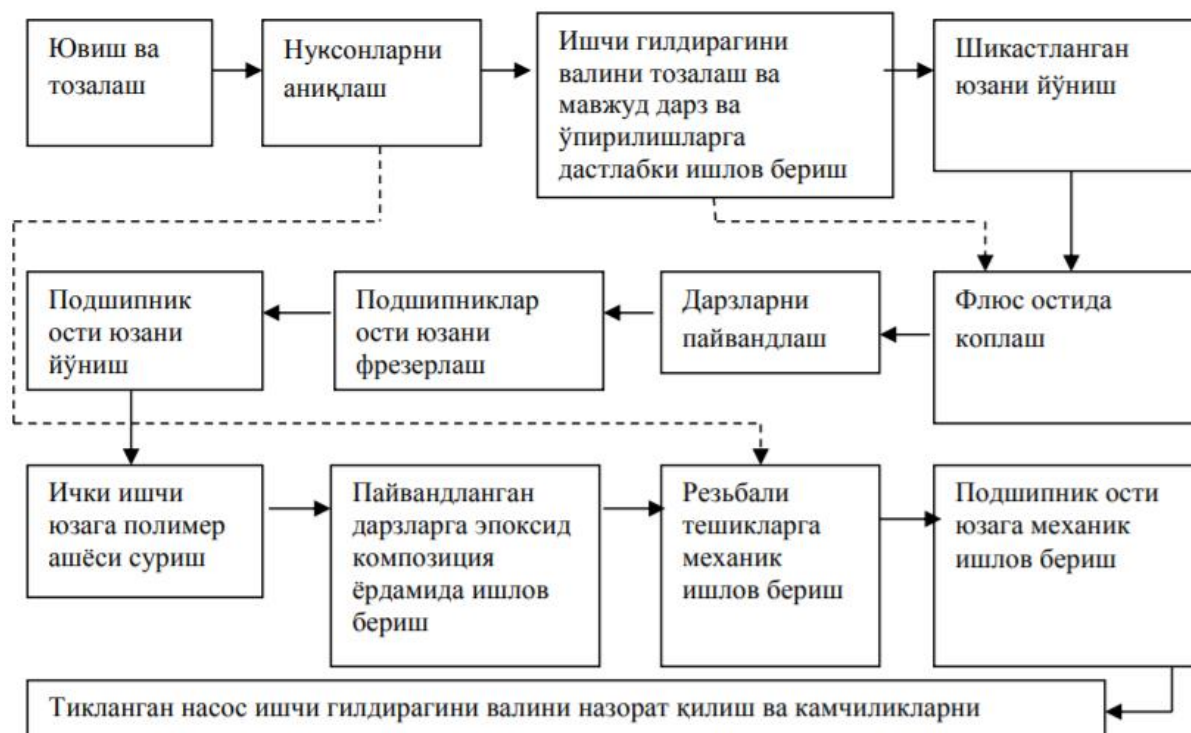 Ювиш ва
тозалаш
Нуксонларни
аниқлаш
Ишчи гилдирагини
валини тозалаш ва
мавжуд дарз ва
ўпирилишларга
дастлабки ишлов бериш
Шикастланган
юзани йўниш
Подшипник
ости юзани
йўниш
Подшипниклар
ости юзани
фрезерлаш
Дарзларни
пайвандлаш
Флюс остида
коплаш
Ички ишчи
юзага полимер
ашёси суриш
Пайвандланган
дарзларга эпоксид
композиция
ёрдамида ишлов
бериш
Резьбали
тешикларга
механик
ишлов бериш
Подшипник ости
юзага механик
ишлов бериш
Тикланган насос ишчи гилдирагини валини назорат қилиш ва камчиликларни